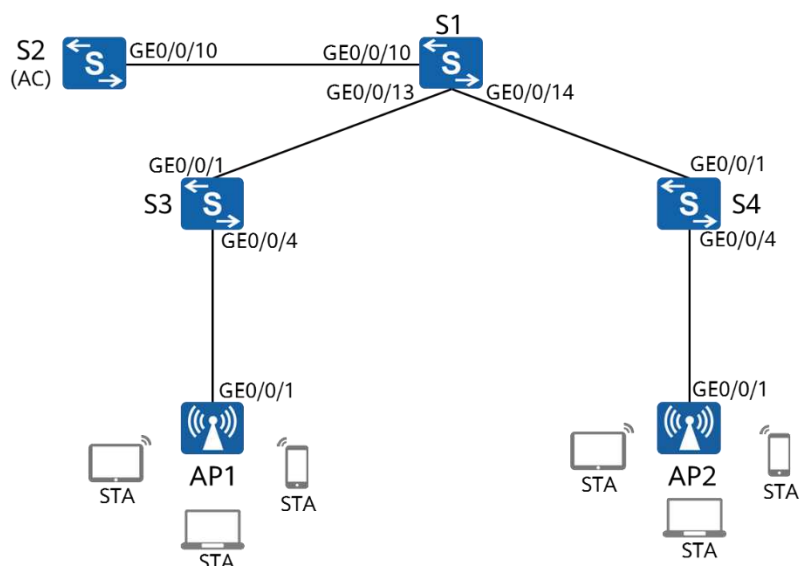 S1
S2
(AC)
S
GE0/0/10
GE0/0/10
S
GE0/0/13
GE0/0/14
GE0/0/1
S3
S
GE0/0/4
GE0/0/1
S
S4
GE0/0/4
GE0/0/1
STA
AP1
STA
STA
GE0/0/1
STA
AP2
STA
STA